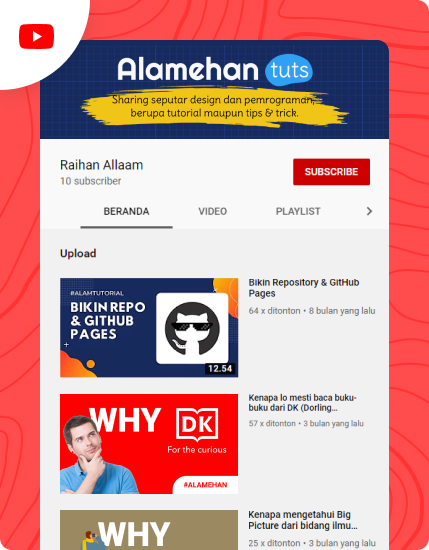 Alamehan tuts
Sharing seputar design dan pemrograman,
berupa tutorial maupun tips & trick.
Raihan Allaam
10 subscriber
SUBSCRIBE
BERANDA VIDEO PLAYLIST
Upload
#ALAMTUTORIAL
BIKIN REPO
& GITHUB
PAGES
12.54
Bikin Repository & GitHub
Pages
64 x ditonton • 8 bulan yang lalu
WHY
DK
For the curious
#ALAMEHAN
Kenapa lo mesti baca buku-
buku dari DK (Dorling...
57 x ditonton • 3 bulan yang lalu
WHY
Kenapa mengetahui Big
Picture dari bidang ilmu...
25 x ditonton • 3 bulan yang lalu